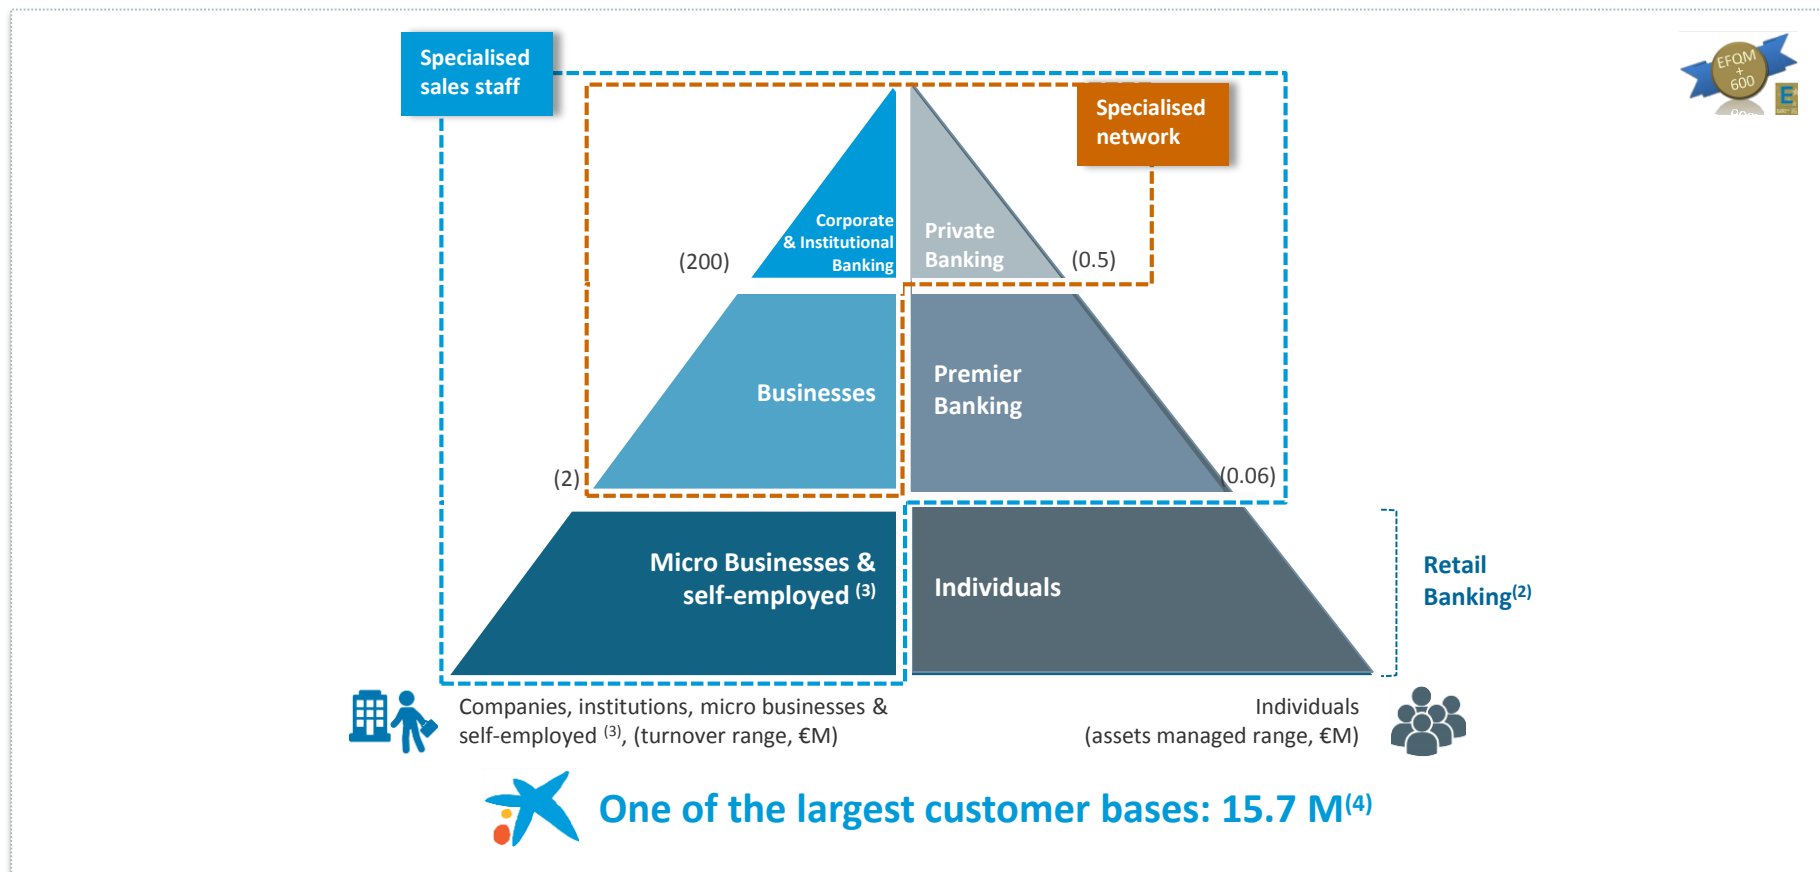 Specialised
sales staff
EFQM
+
600
E
Specialised
network
Corporate
& Institutional
Banking
Private
Banking
(200)
(0.5)
Businesses
Premier
Banking
(2)
(0.06)
Micro Businesses &
self-employed (3)
Individuals
Retail
Banking(2)
Companies, institutions, micro businesses &
self-employed (3), (turnover range, €M)
Individuals
(assets managed range, €M)
One of the largest customer bases: 15.7 M(4)